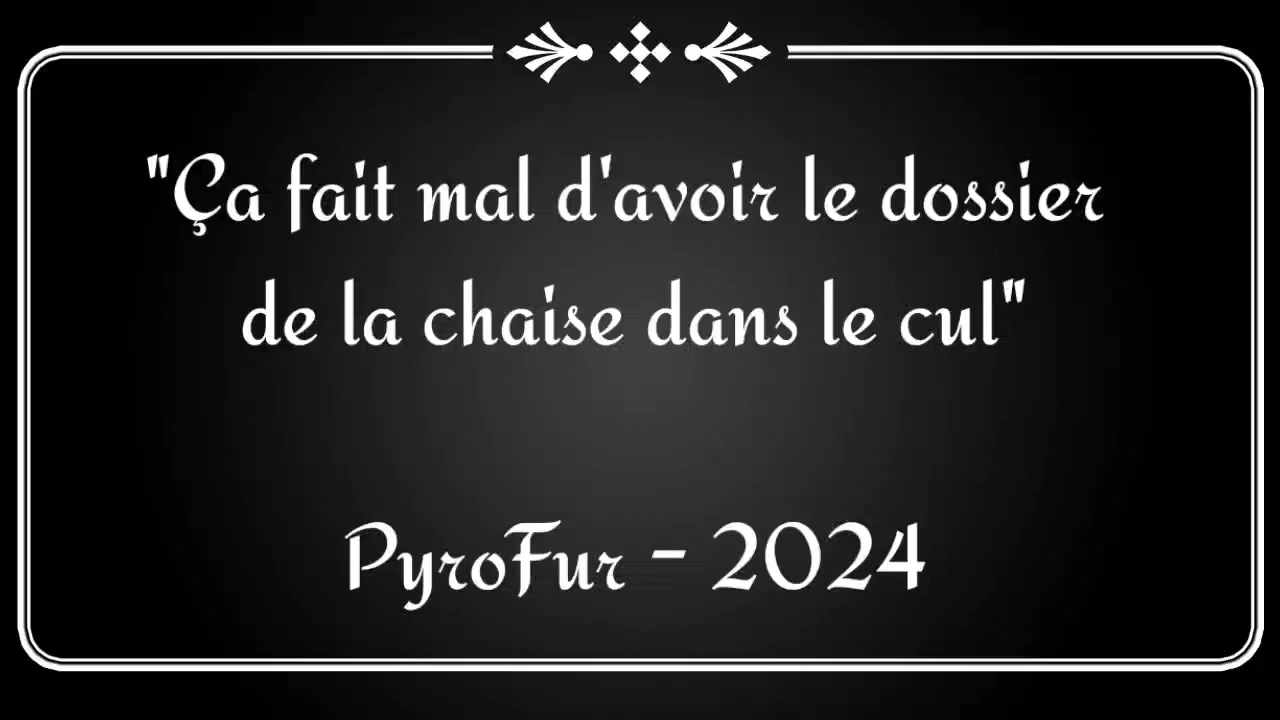 "Ça fait mal d'avoir le dossier
de la chaise dans le cul"
PyroFur - 2024